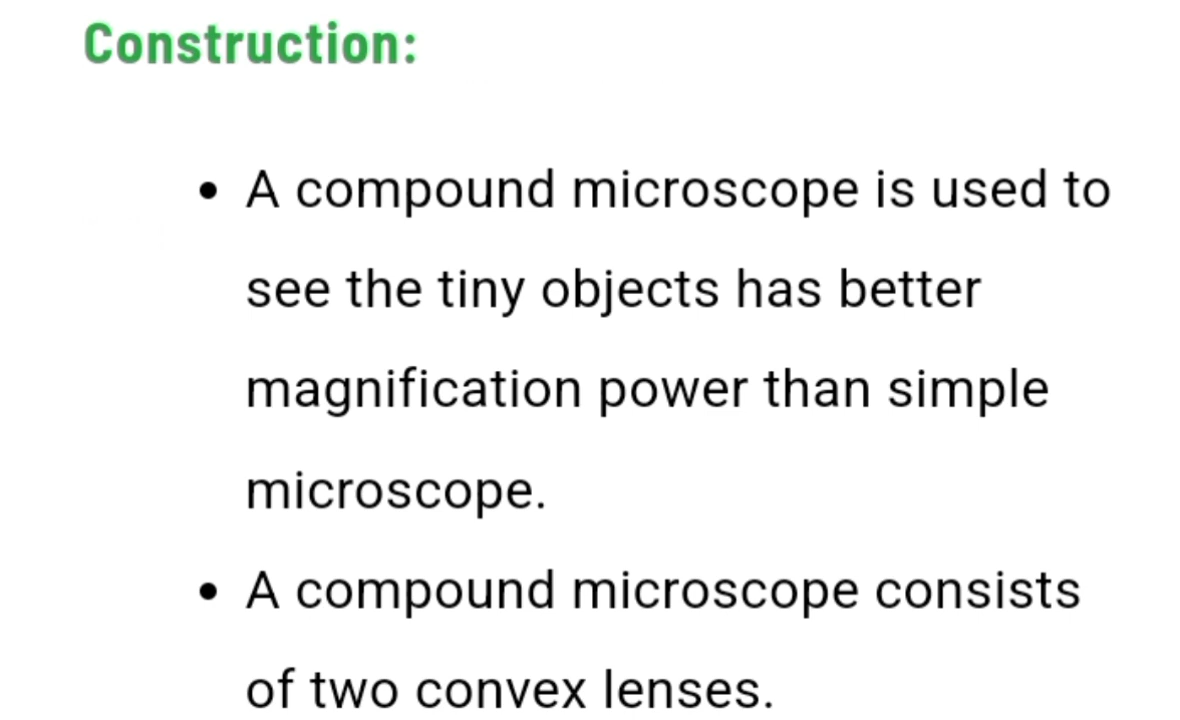 Construction:
• A compound microscope is used to
see the tiny objects has better
magnification power than simple
microscope.
• A compound microscope consists
of two convex lenses.